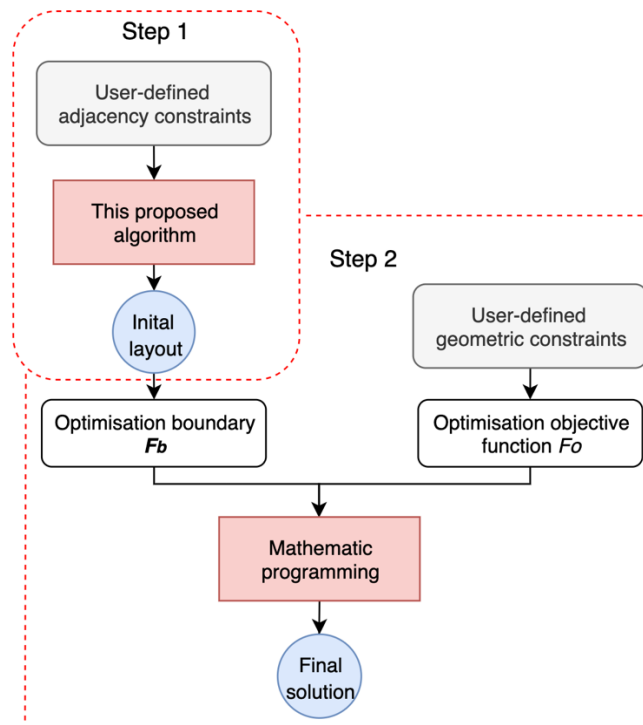 Step 1
User-defined
adjacency constraints
This proposed
algorithm
Inital
layout
Step 2
User-defined
geometric constraints
Optimisation boundary
Fb
Optimisation objective
function Fo
Mathematic
programming
Final
solution